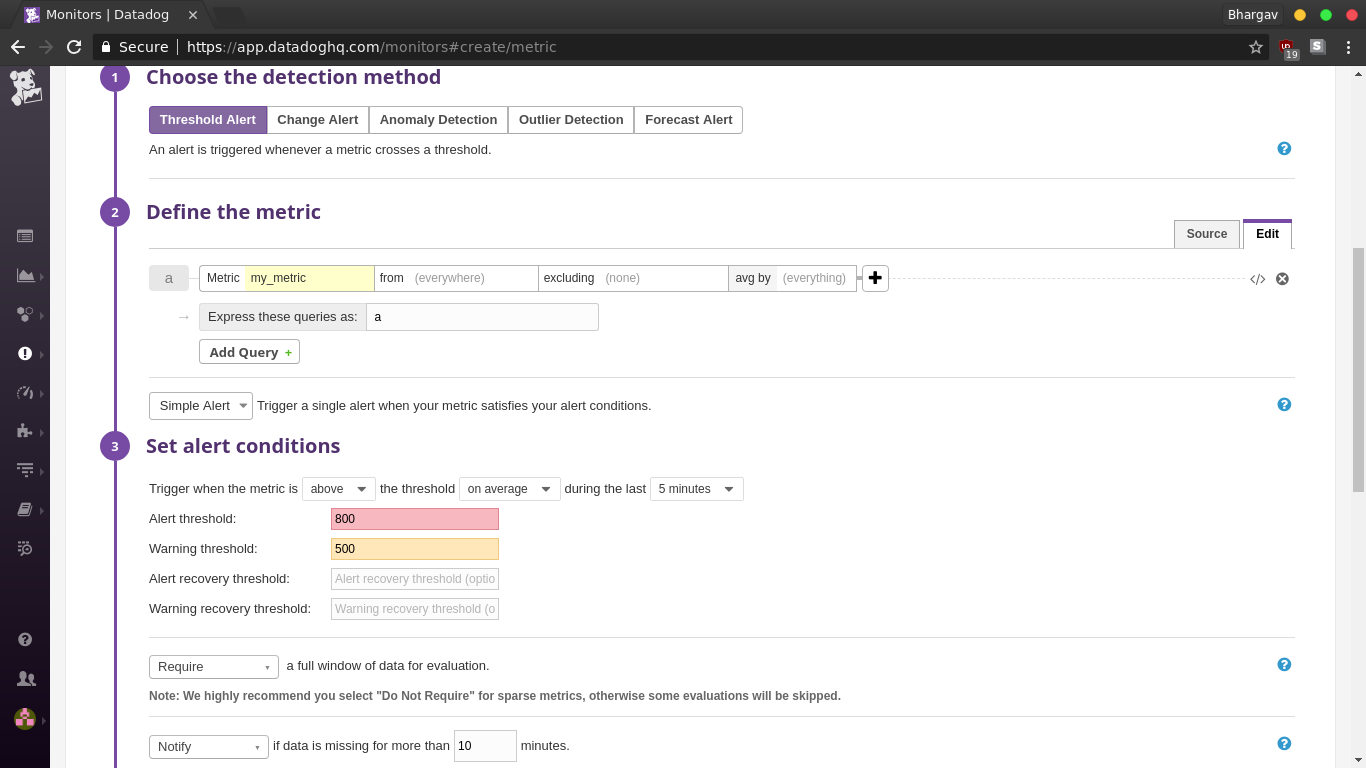 Monitors | Datadog
Bhargav
Secure https://app.datadoghq.com/monitors#create/metric
19
S
1 Choose the detection method
Threshold Alert Change Alert Anomaly Detection Outlier Detection Forecast Alert
An alert is triggered whenever a metric crosses a threshold.
2 Define the metric
Source Edit
a Metric my_metric from (everywhere) excluding (none) avg by (everything)
→ Express these queries as: a
Add Query +
Simple Alert Trigger a single alert when your metric satisfies your alert conditions.
3 Set alert conditions
Trigger when the metric is above the threshold on average during the last 5 minutes
Alert threshold: 800
Warning threshold: 500
Alert recovery threshold: Alert recovery threshold (optio
Warning recovery threshold: Warning recovery threshold (o
Require a full window of data for evaluation.
Note: We highly recommend you select "Do Not Require" for sparse metrics, otherwise some evaluations will be skipped.
Notify if data is missing for more than 10 minutes.